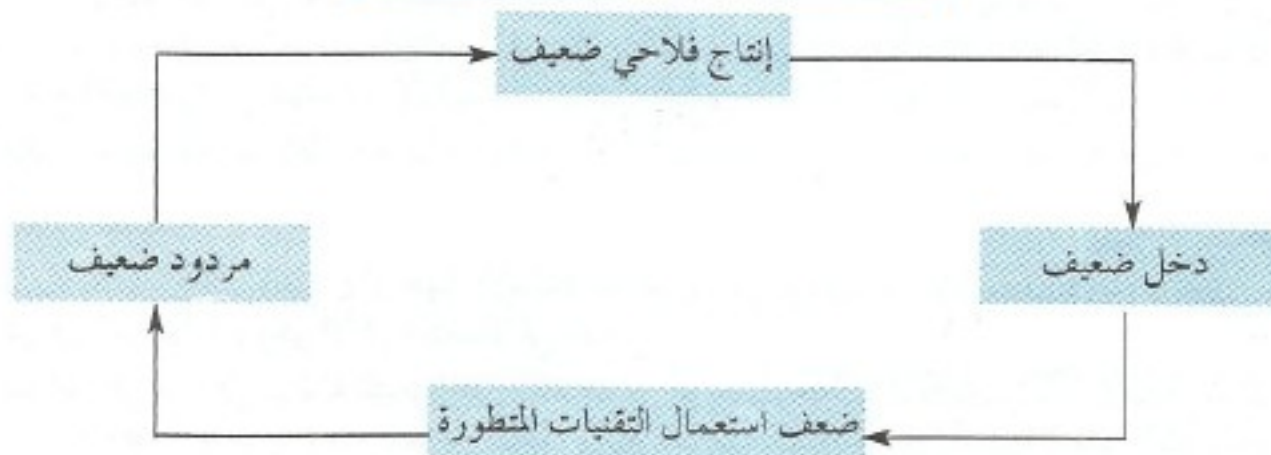 إنتاج فلاحي ضعيف
دخل ضعيف
مردود ضعيف
ضعف استعمال التقنيات المتطورة